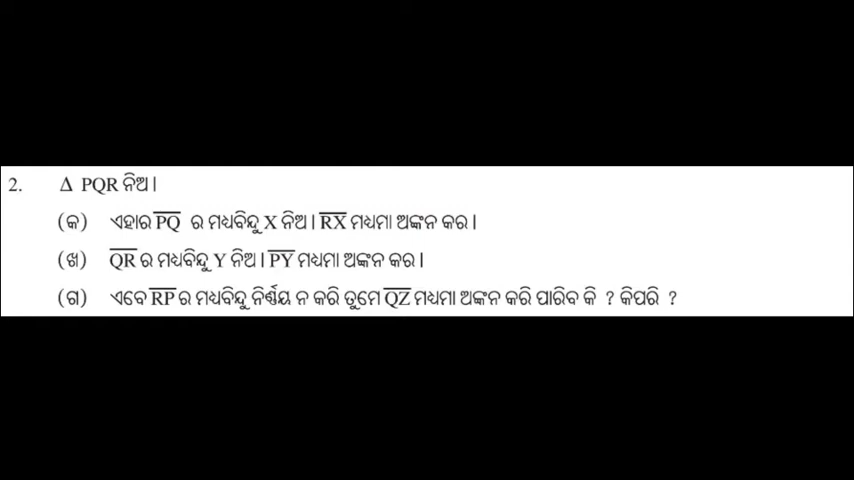 2. Δ PQR ନିଅ।
(କ) ଏହାର PQ ର ମଧ୍ୟବିନ୍ଦୁ X ନିଅ। RX ମଧ୍ୟମା ଅଙ୍କନ କର।
(ଖ) QR ର ମଧ୍ୟବିନ୍ଦୁ Y ନିଅ। PY ମଧ୍ୟମା ଅଙ୍କନ କର।
(ଗ) ଏବେ RP ର ମଧ୍ୟବିନ୍ଦୁ ନିର୍ଣ୍ଣୟ ନ କରି ତୁମେ QZ ମଧ୍ୟମା ଅଙ୍କନ କରି ପାରିବ କି ? କିପରି ?